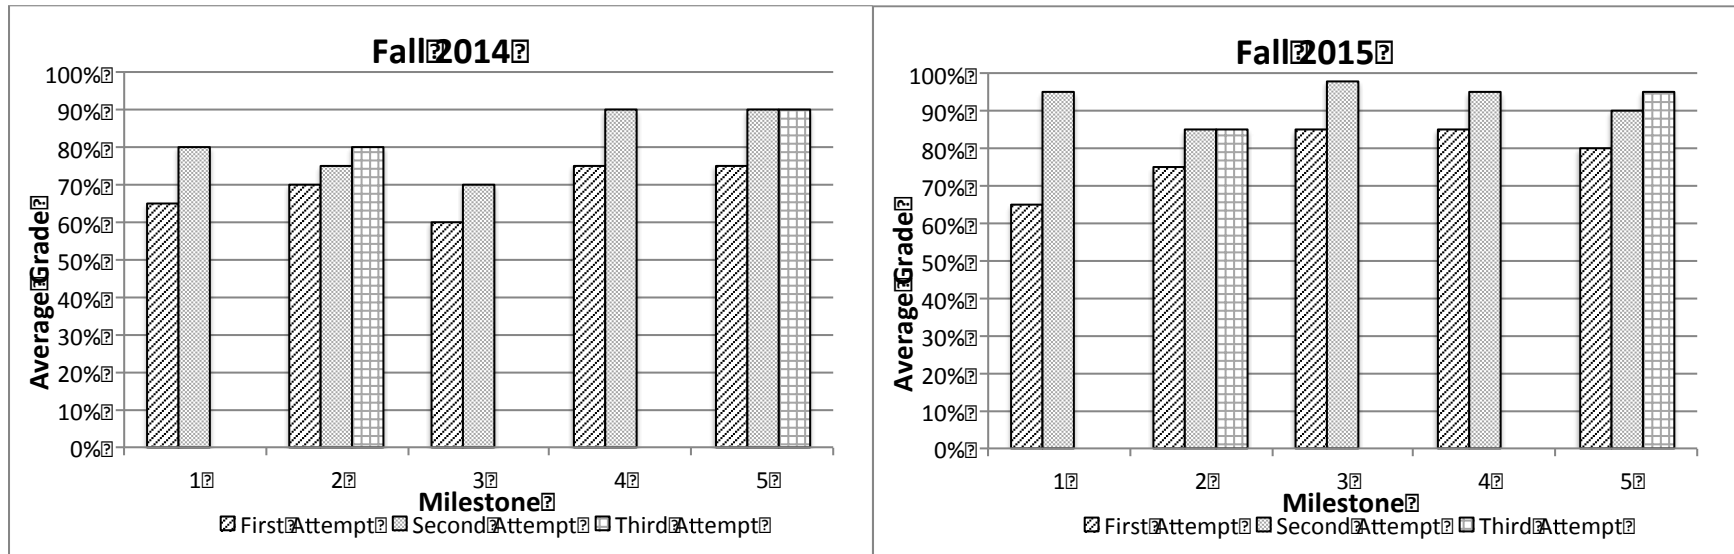 Fall⍰2014⍰
100%⍰
90%⍰
80%⍰
70%⍰
60%⍰
50%⍰
40%⍰
30%⍰
20%⍰
10%⍰
0%⍰
Average⍰Grade⍰
1⍰ 2⍰ 3⍰ 4⍰ 5⍰
Milestone⍰
First⍰Attempt⍰ Second⍰Attempt⍰ Third⍰Attempt⍰
Fall⍰2015⍰
100%⍰
90%⍰
80%⍰
70%⍰
60%⍰
50%⍰
40%⍰
30%⍰
20%⍰
10%⍰
0%⍰
Average⍰Grade⍰
1⍰ 2⍰ 3⍰ 4⍰ 5⍰
Milestone⍰
First⍰Attempt⍰ Second⍰Attempt⍰ Third⍰Attempt⍰